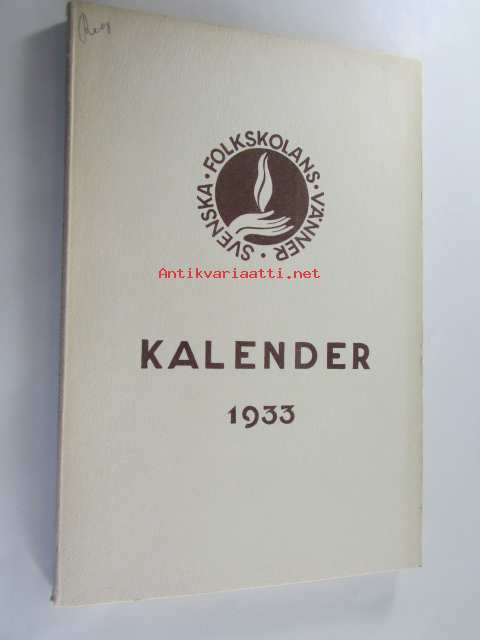 SVENSKA · FOLKSKOLANS · VÄNNER ·
Antikvariaatti.net
KALENDER
1933